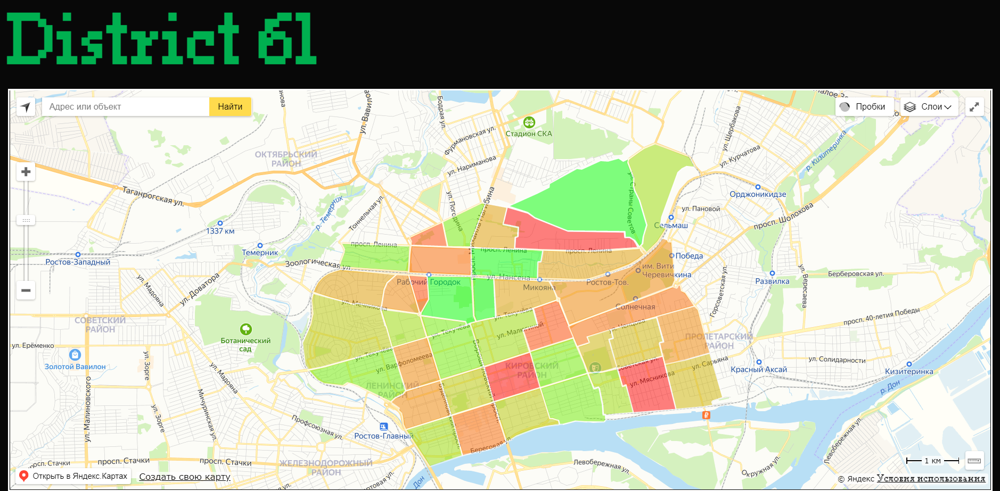 District 61
Адрес или объект
Найти
Пробки
Слои
ул. Вавилова
Бодрая ул.
Фурмановская ул.
Стадион СКА
ул. Щербакова
ул. Курчатова
р. Кизитеринка
ОКТЯБРЬСКИЙ
РАЙОН
ул. Нариманова
Таганрогская ул.
р. Темерник
Тоннельная ул.
ул. Погодина
ул. Страны Советов
Орджоникидзе
ул. Пановой
просп. Шолохова
Сельмаш
1337 км
Темерник
просп. Ленина
просп. Ленина
просп. Ленина
Ростов-Западный
Зоологическая ул.
Победа
им. Вити
Черевичкина
ул. Нансена
Рабочий Городок
Микояна
Ростов-Тов.
Развилка
Берберовская ул.
ул. Вересаева
ул. Мадояна
ул. Доватора
Горсоветская ул.
ул. Мечникова
Солнечная
ул. Текучёва
СОВЕТСКИЙ
РАЙОН
просп. 40-летия Победы
Ботанический
сад
ул. Текучёва
ул. Малюгиной
ул. Ченцова
ПРОЛЕТАРСКИЙ
РАЙОН
ул. Ерёменко
Золотой Вавилон
ул. Зорге
ул. Текучёва
ул. Варфоломеева
КИРОВСКИЙ
РАЙОН
Советская ул.
ул. Сарьяна
ул. Солидарности
Красный Аксай
Кизитеринка
ул. Мадояна
ЛЕНИНСКИЙ
РАЙОН
ул. Мясникова
р. Дон
ул. Малиновского
Мичуринская ул.
ул. Зорге
Профсоюзная ул.
Ростов-Главный
Будённовский просп.
Ворошиловский просп.
Береговая ул.
Левобережная ул.
Левобережная ул.
Окружная ул.
просп. Стачки
просп. Стачки
просп. Стачки
ЖЕЛЕЗНОДОРОЖНЫЙ
РАЙОН
Дон
1 км
Открыть в Яндекс.Картах
Создать свою карту
© Яндекс Условия использования